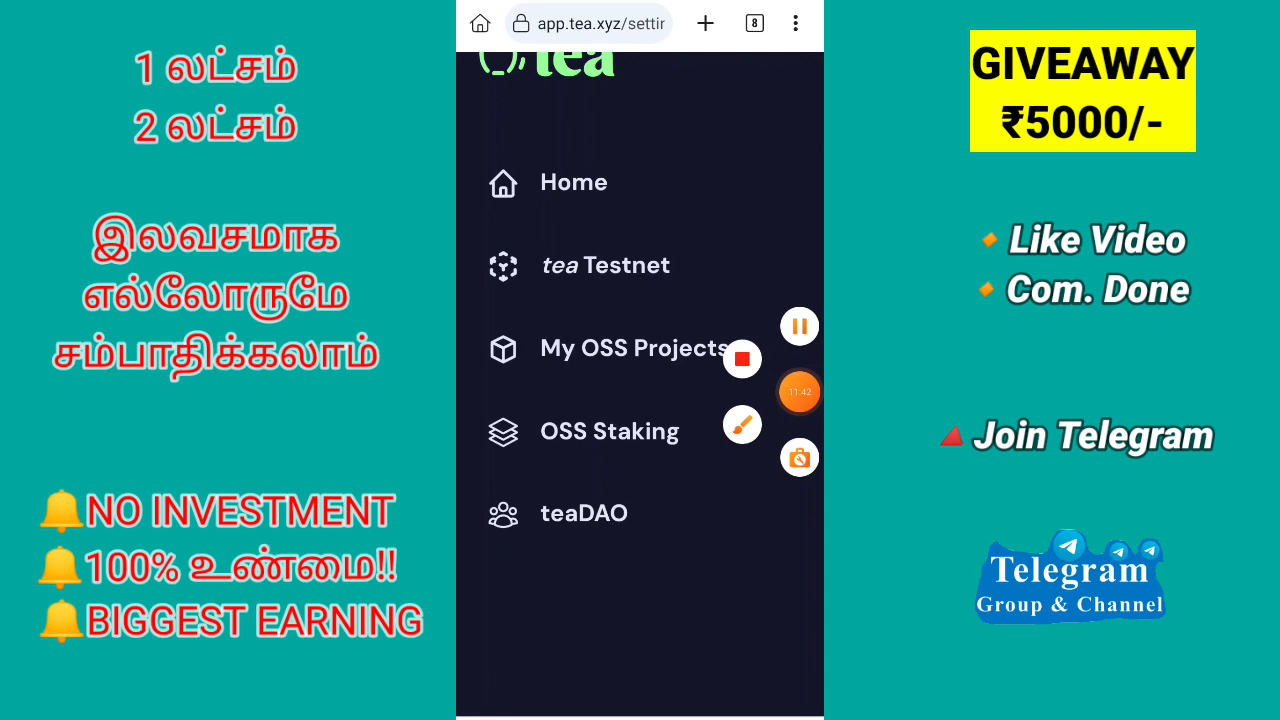 1 லட்சம்
2 லட்சம்
இலவசமாக
எல்லோருமே
சம்பாதிக்கலாம்
🔔NO INVESTMENT
🔔100% உண்மை!!
🔔BIGGEST EARNING
app.tea.xyz/settir
8
tea
Home
tea Testnet
My OSS Projects
OSS Staking
teaDAO
11:42
GIVEAWAY
₹5000/-
🔸Like Video
🔸Com. Done
🔺Join Telegram
Telegram
Group & Channel